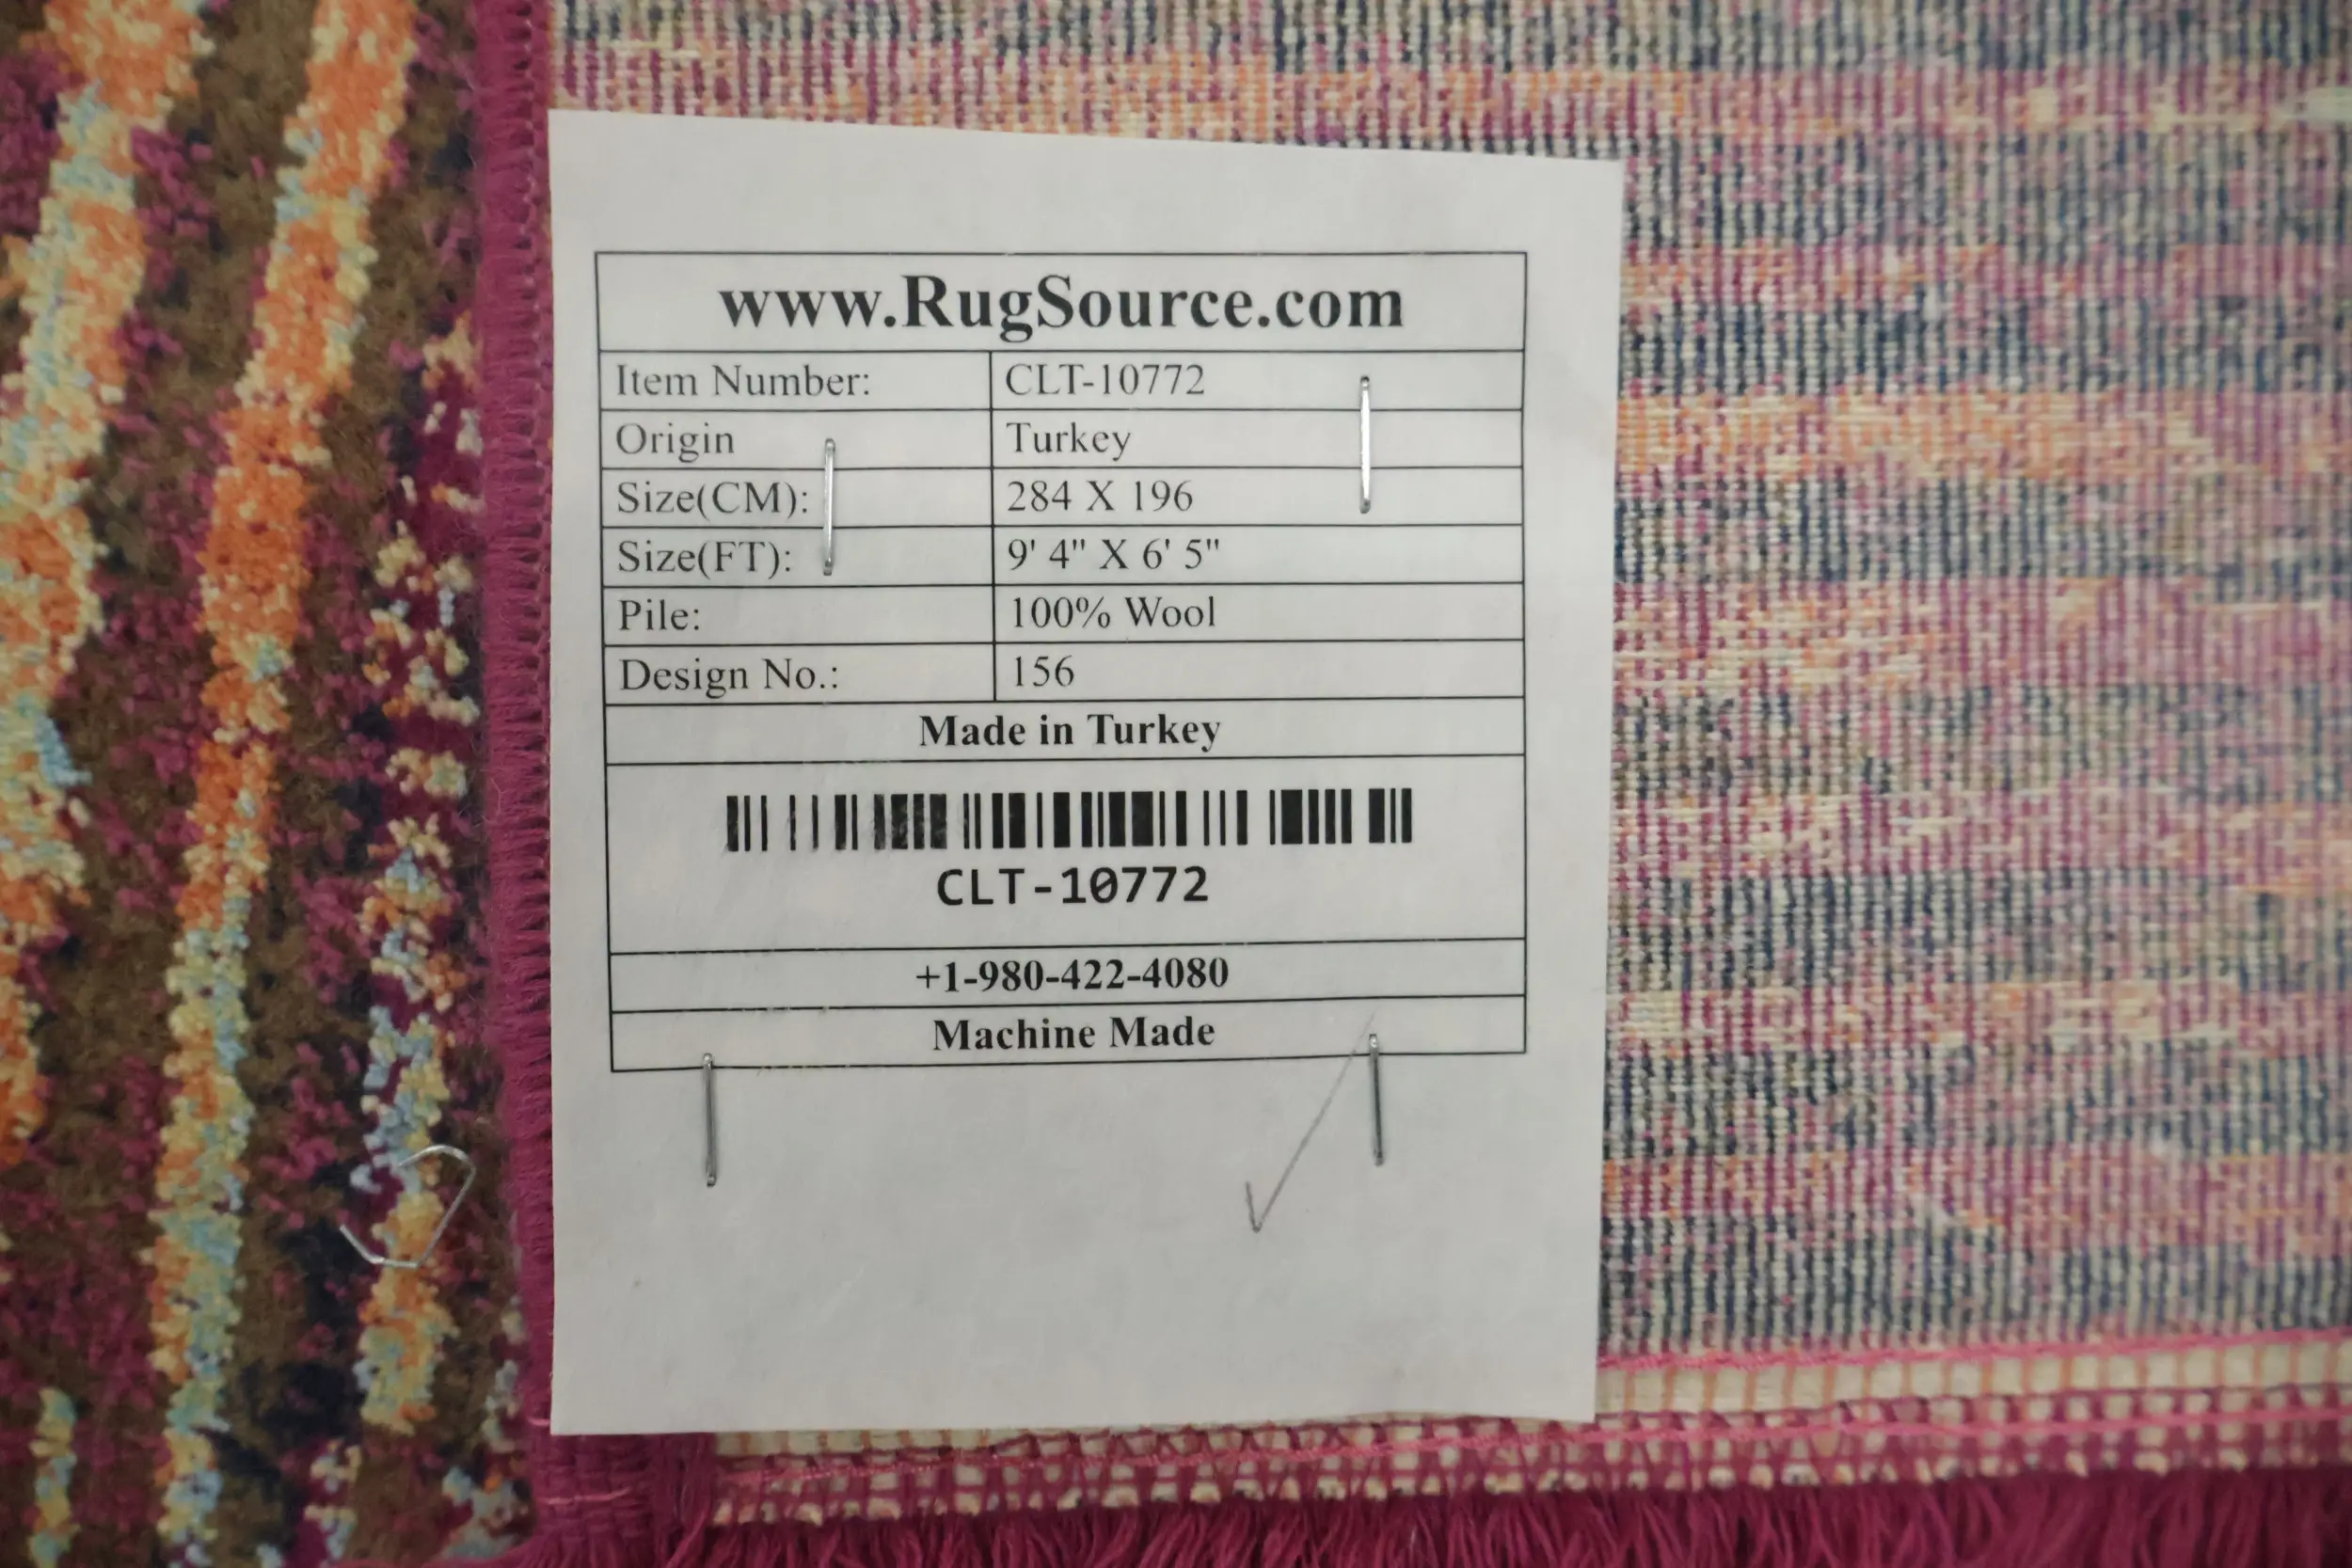 www.RugSource.com
Item Number: CLT-10772
Origin Turkey
Size(CM): 284 X 196
Size(FT): 9' 4" X 6' 5"
Pile: 100% Wool
Design No.: 156
Made in Turkey
CLT-10772
+1-980-422-4080
Machine Made